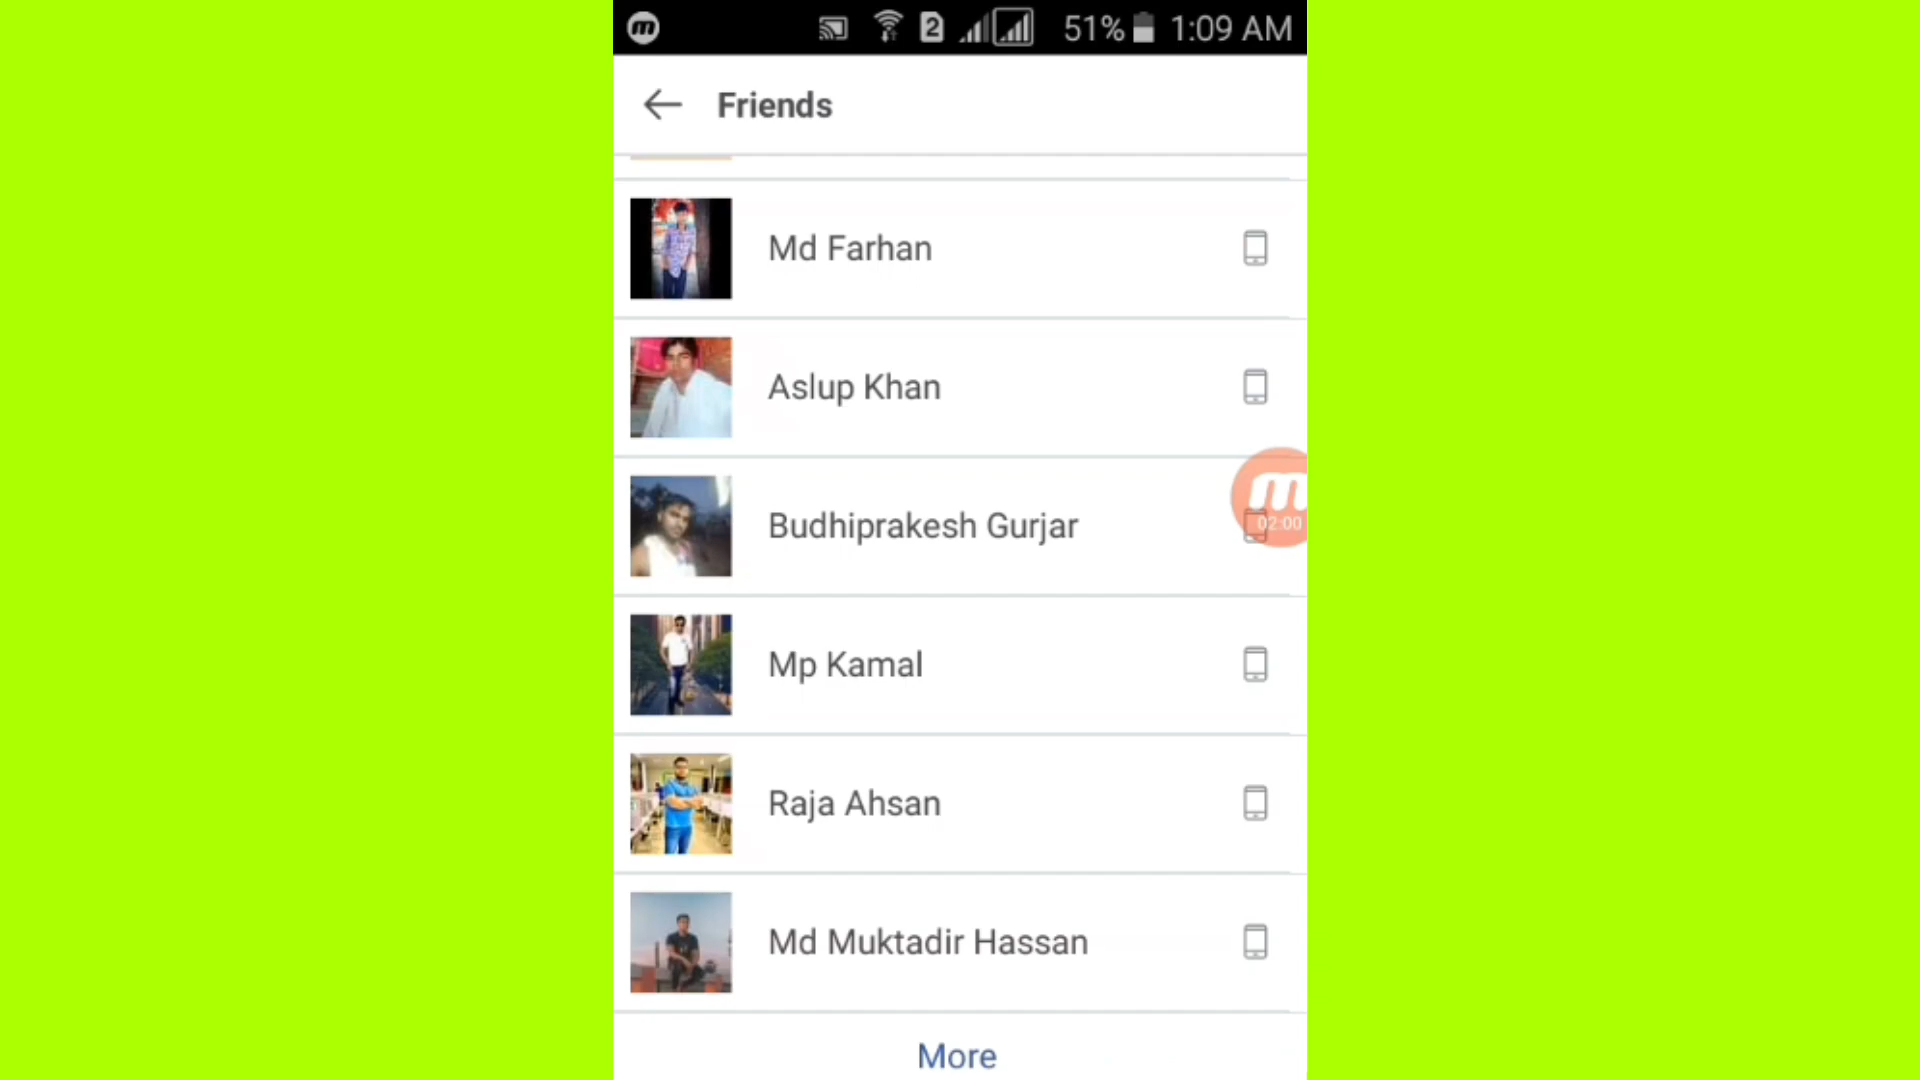 m 2 51% 1:09 AM
Friends
Md Farhan
Aslup Khan
Budhiprakesh Gurjar
m
02:00
Mp Kamal
Raja Ahsan
Md Muktadir Hassan
More